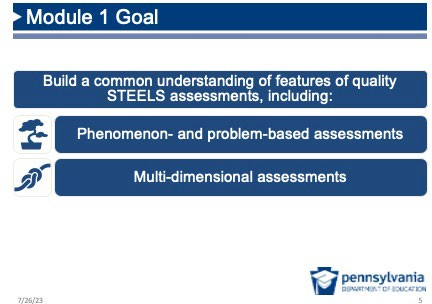 Module 1 Goal
Build a common understanding of features of quality
STEELS assessments, including:
Phenomenon- and problem-based assessments
Multi-dimensional assessments
pennsylvania
DEPARTMENT OF EDUCATION
7/26/23
5